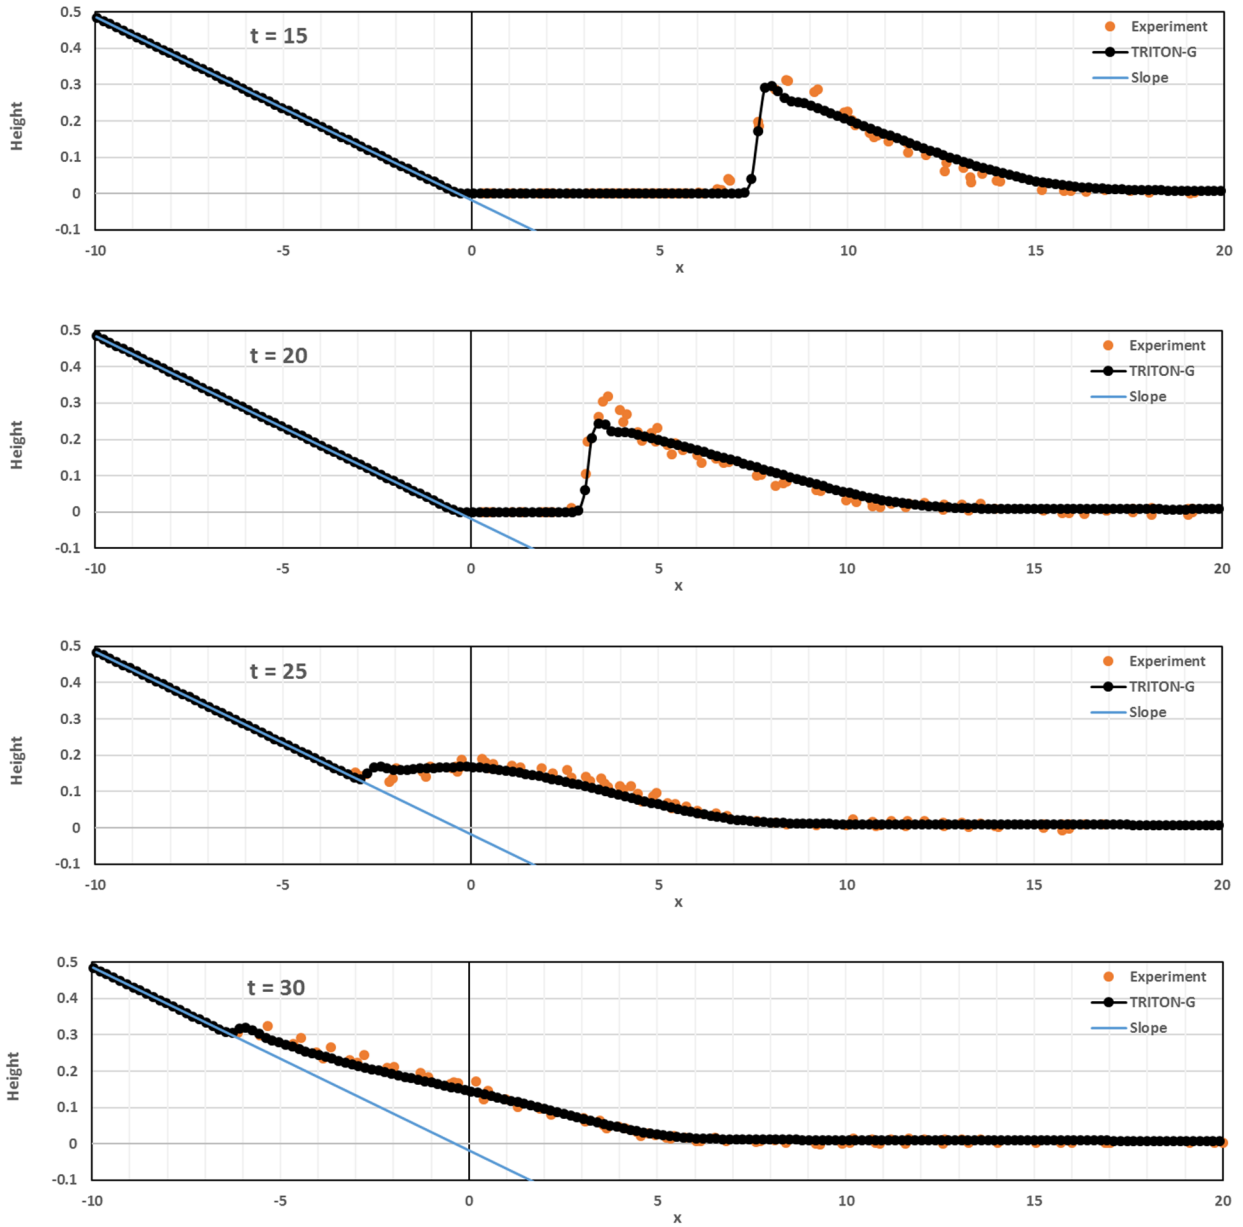 0.5
t = 15
Experiment
0.4
TRITON-G
0.3
Slope
Height
0.2
0.1
0
-0.1
-10 -5 0 5 10 15 20
x
0.5
t = 20
Experiment
0.4
TRITON-G
0.3
Slope
Height
0.2
0.1
0
-0.1
-10 -5 0 5 10 15 20
x
0.5
t = 25
Experiment
0.4
TRITON-G
0.3
Slope
Height
0.2
0.1
0
-0.1
-10 -5 0 5 10 15 20
x
0.5
t = 30
Experiment
0.4
TRITON-G
0.3
Slope
Height
0.2
0.1
0
-0.1
-10 -5 0 5 10 15 20
x